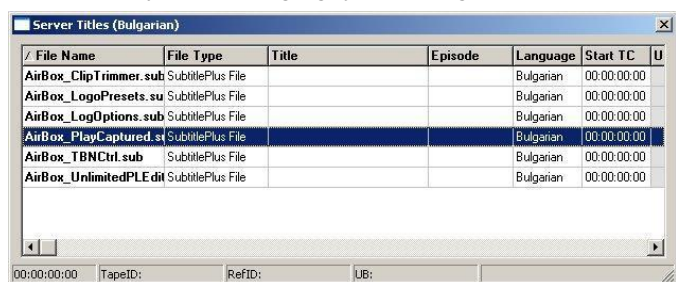 Server Titles (Bulgarian)
File Name File Type Title Episode Language Start TC U
AirBox_ClipTrimmer.sub SubtitlePlus File Bulgarian 00:00:00:00
AirBox_LogoPresets.su SubtitlePlus File Bulgarian 00:00:00:00
AirBox_LogOptions.sub SubtitlePlus File Bulgarian 00:00:00:00
AirBox_PlayCaptured.su SubtitlePlus File Bulgarian 00:00:00:00
AirBox_TBNCtrl.sub SubtitlePlus File Bulgarian 00:00:00:00
AirBox_UnlimitedPLEdit SubtitlePlus File Bulgarian 00:00:00:00
00:00:00:00 TapeID: RefID: UB: